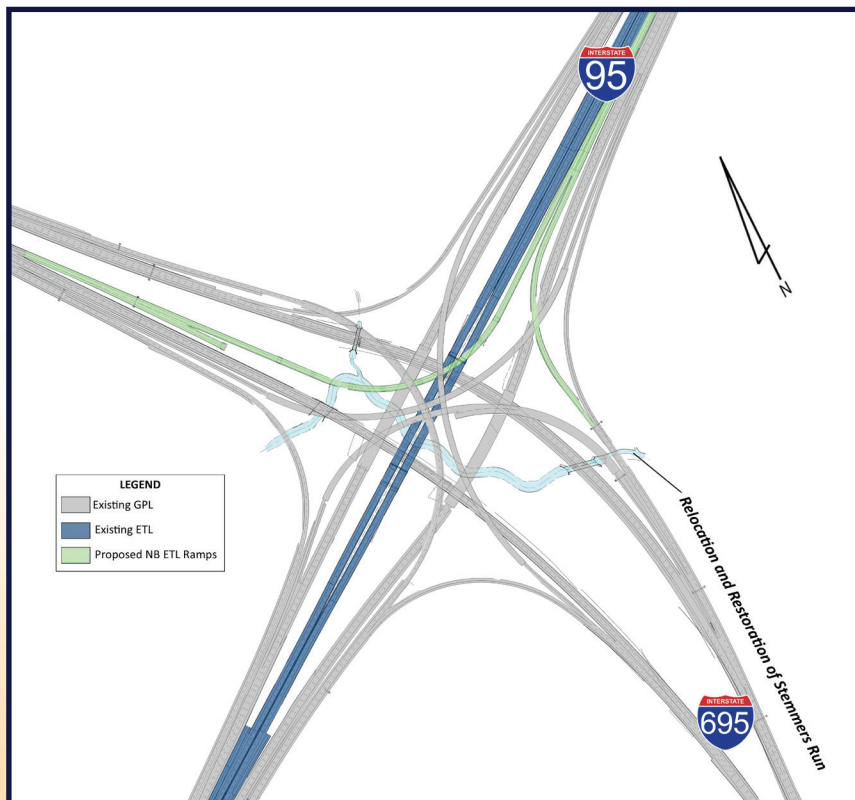 INTERSTATE
95
N
LEGEND
Existing GPL
Existing ETL
Proposed NB ETL Ramps
Relocation and Restoration of Stemmers Run
INTERSTATE
695